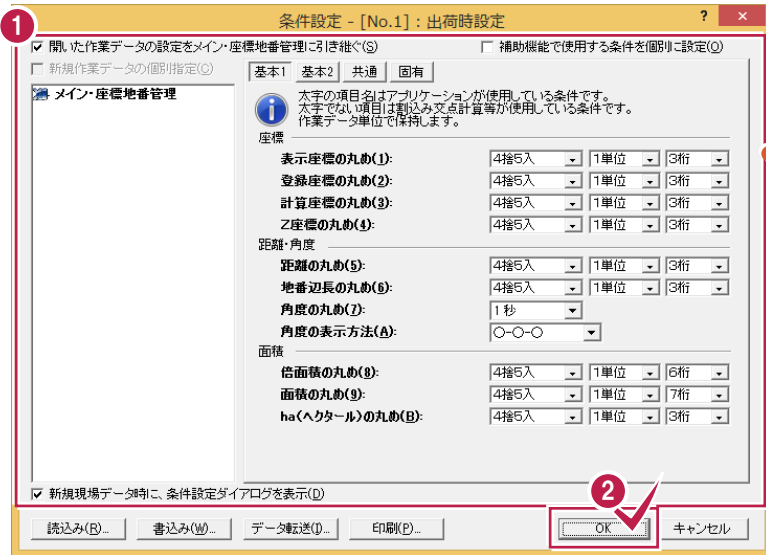 1
条件設定 - [No.1]：出荷時設定
? ×
開いた作業データの設定をメイン・座標地番管理に引き継ぐ(S) 補助機能で使用する条件を個別に設定(O)
新規作業データの個別指定(C)
基本1 基本2 共通 固有
メイン・座標地番管理
太字の項目名はアプリケーションが使用している条件です。
太字でない項目は割込み交点計算等が使用している条件です。
作業データ単位で保持します。
座標
表示座標の丸め(1): 4捨5入 1単位 3桁
登録座標の丸め(2): 4捨5入 1単位 3桁
計算座標の丸め(3): 4捨5入 1単位 3桁
Z座標の丸め(4): 4捨5入 1単位 3桁
距離・角度
距離の丸め(5): 4捨5入 1単位 3桁
地番辺長の丸め(6): 4捨5入 1単位 3桁
角度の丸め(7): 1秒
角度の表示方法(A): ○-○-○
面積
倍面積の丸め(8): 4捨5入 1単位 6桁
面積の丸め(9): 4捨5入 1単位 7桁
ha(ヘクタール)の丸め(B): 4捨5入 1単位 3桁
新規現場データ時に、条件設定ダイアログを表示(D)
2
読込み(R)... 書込み(W)... データ転送(I)... 印刷(P)... OK キャンセル